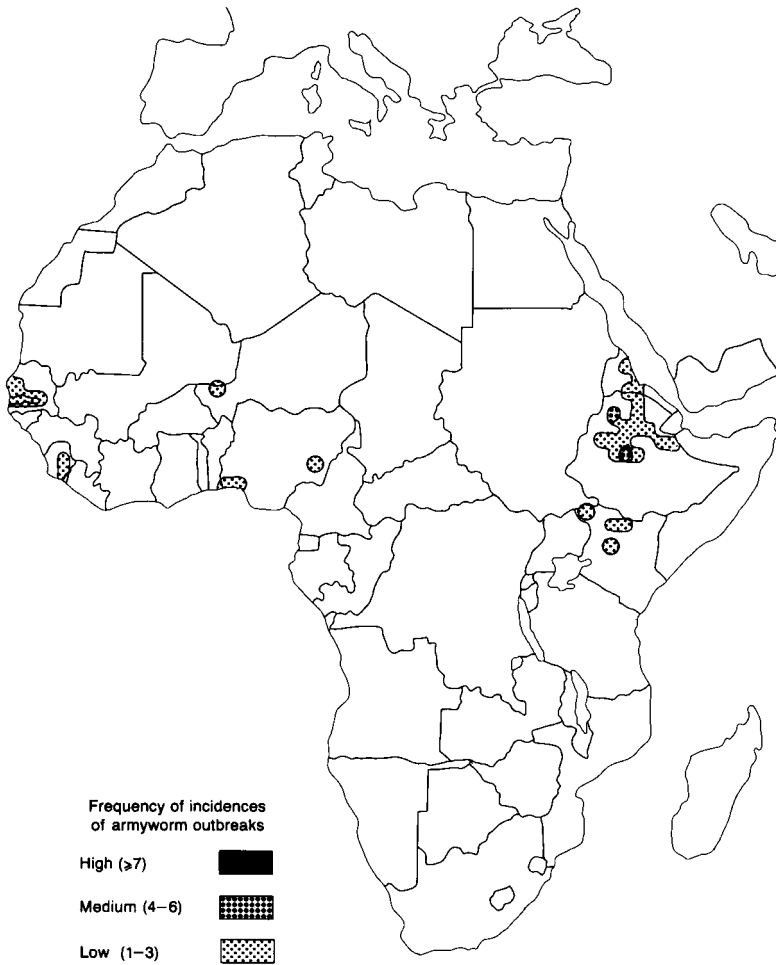 Frequency of incidences
of armyworm outbreaks
High (⩾7)
Medium (4–6)
Low (1–3)